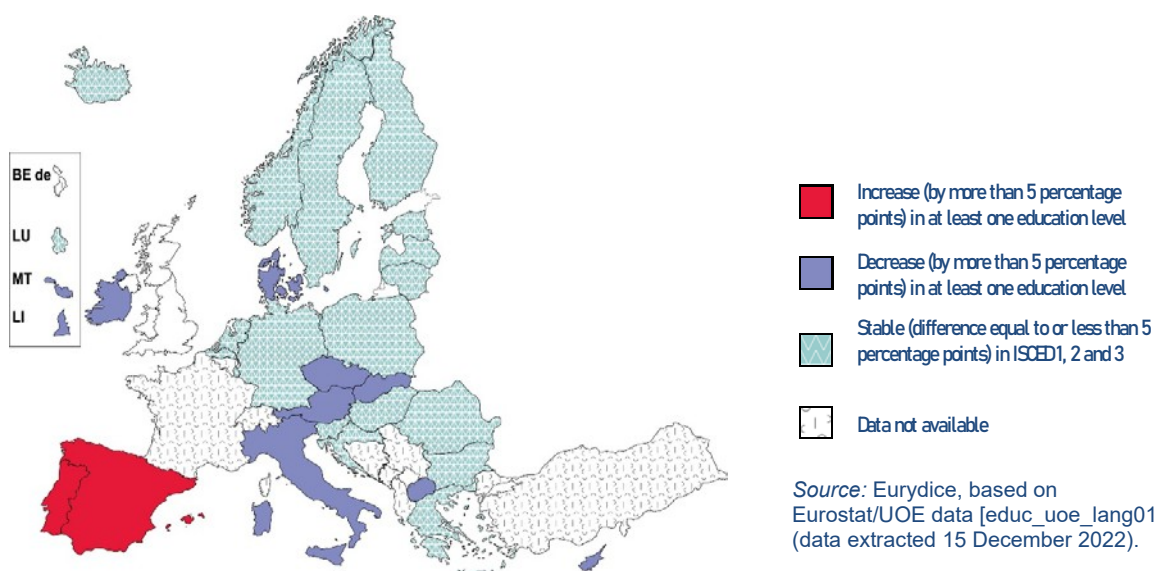 BE de
LU
MT
LI
Increase (by more than 5 percentage
points) in at least one education level
Decrease (by more than 5 percentage
points) in at least one education level
Stable (difference equal to or less than 5
percentage points) in ISCED1, 2 and 3
Data not available
Source: Eurydice, based on
Eurostat/UOE data [educ_uoe_lang01
(data extracted 15 December 2022).